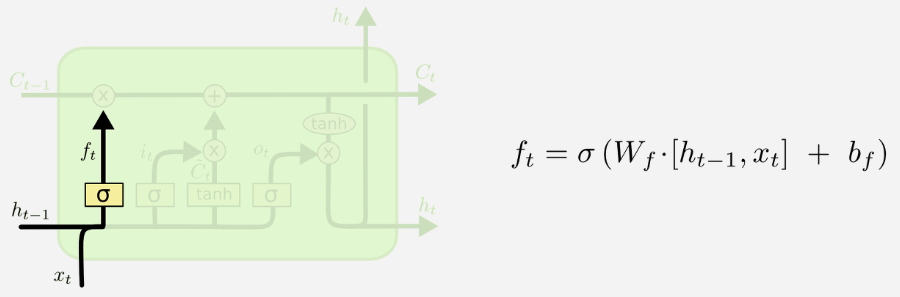 h_t
C_{t-1}
C_t
x
+
tanh
f_t
i_t
x
o_t
x
C̃_t
σ
σ
tanh
σ
h_{t-1}
h_t
x_t
f_t = σ (W_f · [h_{t-1}, x_t] + b_f)